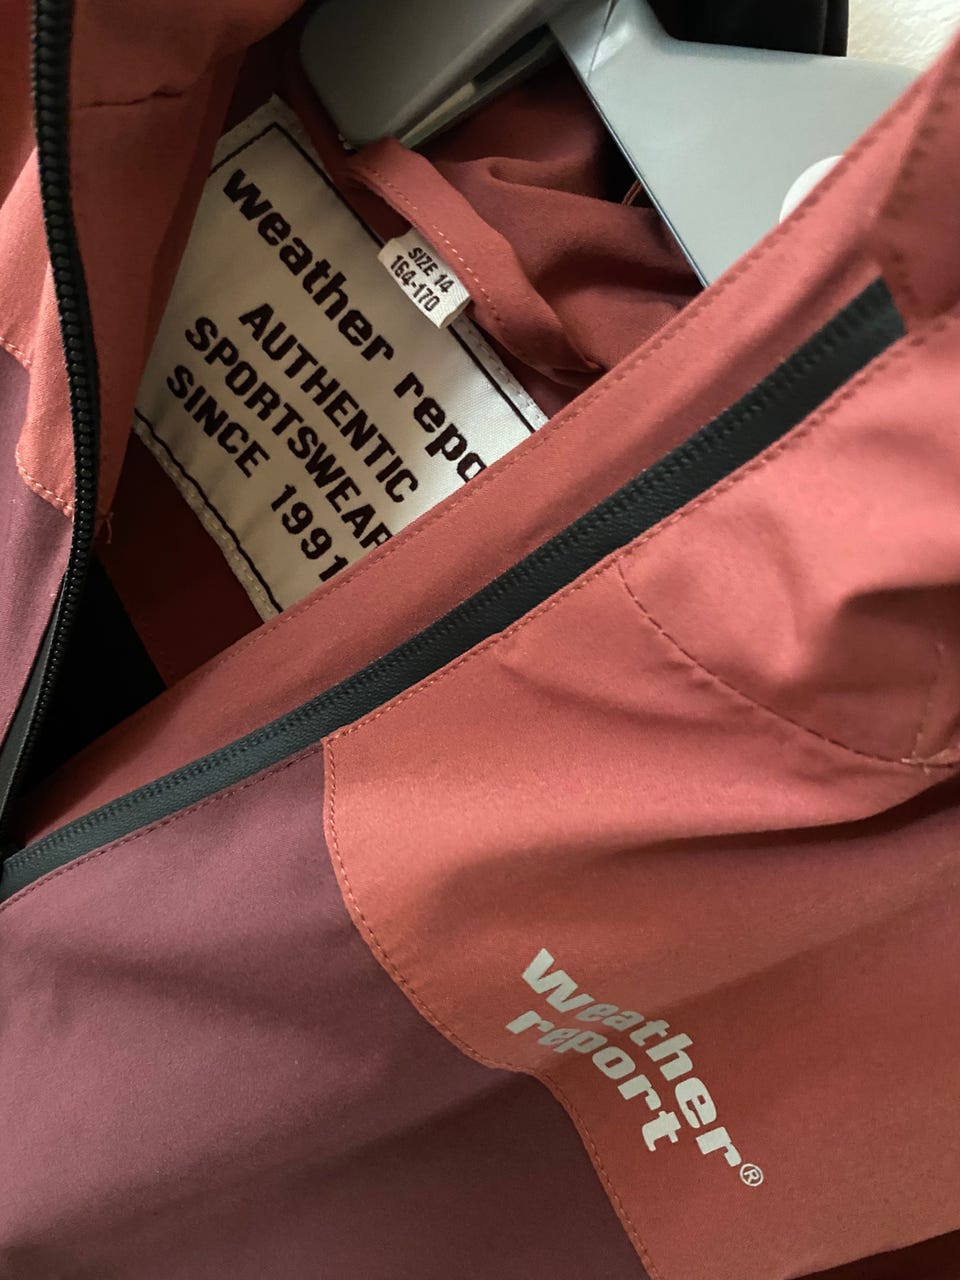 weather repo
SIZE 14
164-170
AUTHENTIC
SPORTSWEAR
SINCE 1991
weather
report®